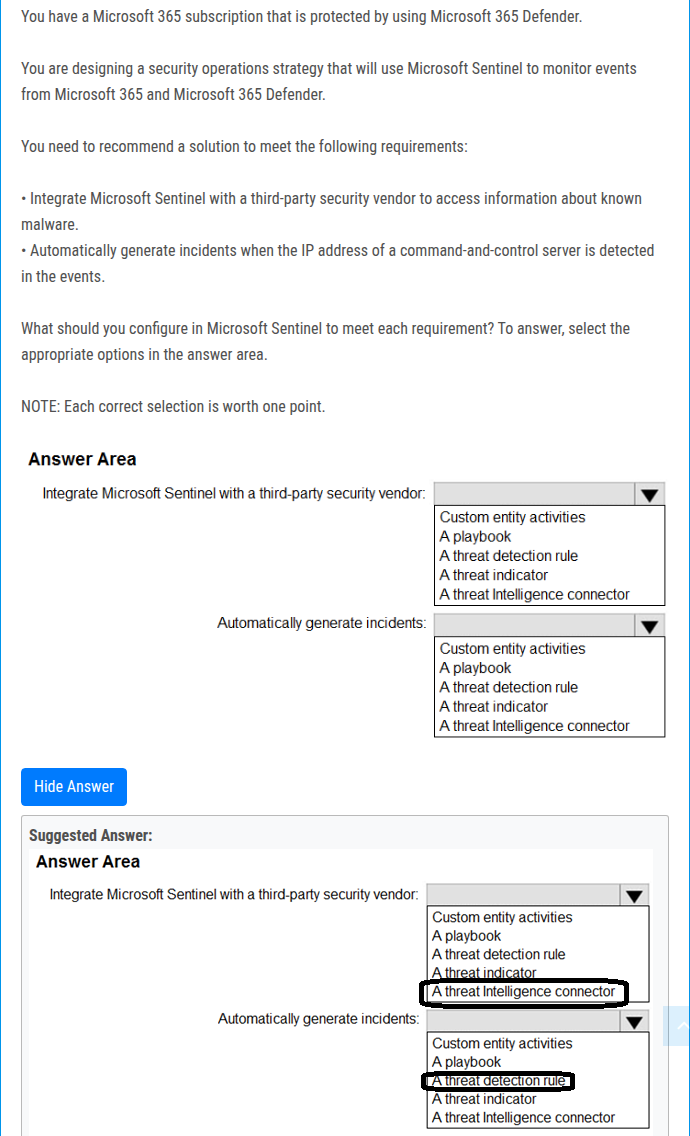 You have a Microsoft 365 subscription that is protected by using Microsoft 365 Defender.
You are designing a security operations strategy that will use Microsoft Sentinel to monitor events
from Microsoft 365 and Microsoft 365 Defender.
You need to recommend a solution to meet the following requirements:
• Integrate Microsoft Sentinel with a third-party security vendor to access information about known
malware.
• Automatically generate incidents when the IP address of a command-and-control server is detected
in the events.
What should you configure in Microsoft Sentinel to meet each requirement? To answer, select the
appropriate options in the answer area.
NOTE: Each correct selection is worth one point.
Answer Area
Integrate Microsoft Sentinel with a third-party security vendor:
Custom entity activities
A playbook
A threat detection rule
A threat indicator
A threat Intelligence connector
Automatically generate incidents:
Custom entity activities
A playbook
A threat detection rule
A threat indicator
A threat Intelligence connector
Hide Answer
Suggested Answer:
Answer Area
Integrate Microsoft Sentinel with a third-party security vendor:
Custom entity activities
A playbook
A threat detection rule
A threat indicator
A threat Intelligence connector
Automatically generate incidents:
Custom entity activities
A playbook
A threat detection rule
A threat indicator
A threat Intelligence connector